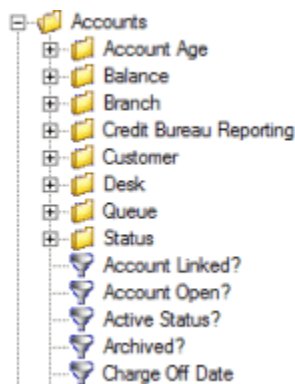 Accounts
Account Age
Balance
Branch
Credit Bureau Reporting
Customer
Desk
Queue
Status
Account Linked?
Account Open?
Active Status?
Archived?
Charge Off Date